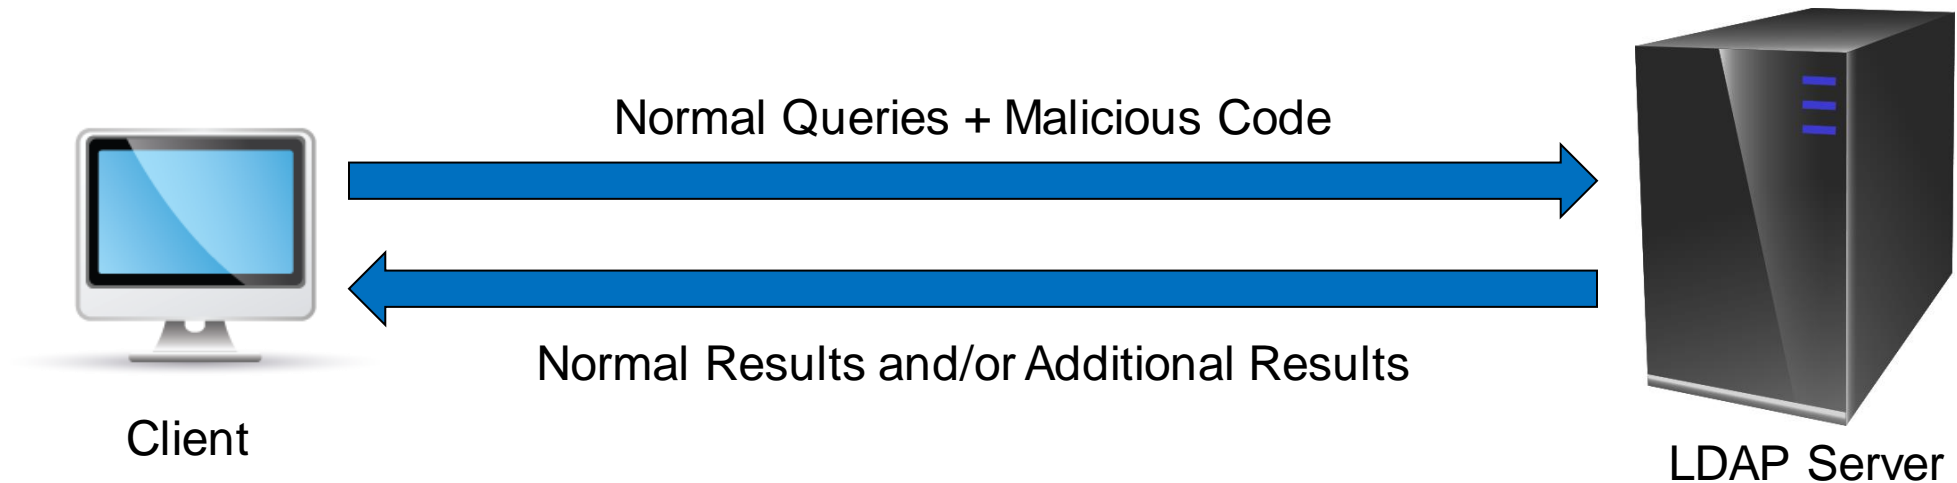 Normal Queries + Malicious Code
Normal Results and/or Additional Results
Client
LDAP Server